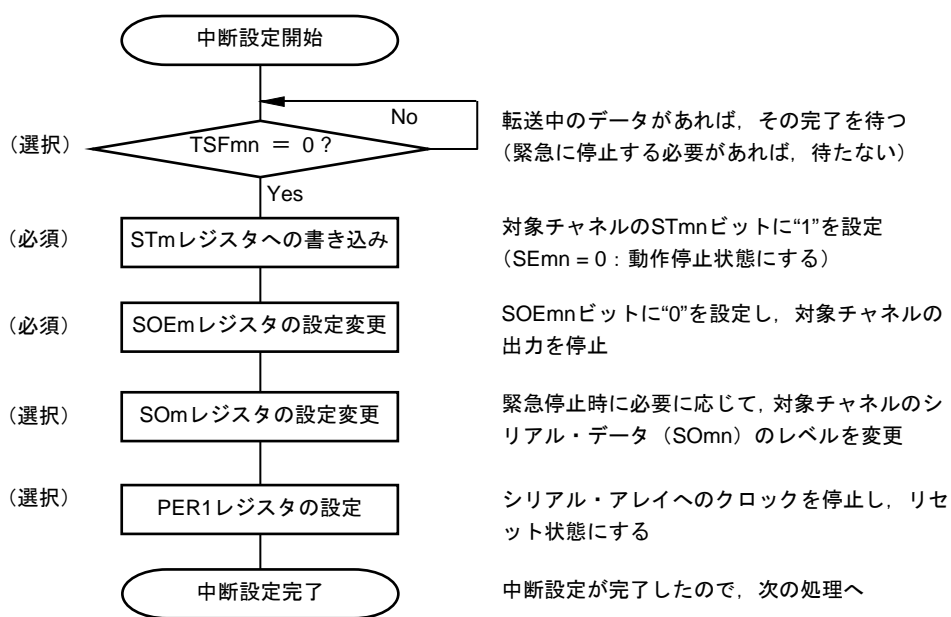 中断設定開始
No
（選択）
TSFmn ＝ 0？
転送中のデータがあれば，その完了を待つ
（緊急に停止する必要があれば，待たない）
Yes
（必須）
STmレジスタへの書き込み
対象チャネルのSTmnビットに“1”を設定
（SEmn = 0：動作停止状態にする）
（必須）
SOEmレジスタの設定変更
SOEmnビットに“0”を設定し，対象チャネルの
出力を停止
（選択）
SOmレジスタの設定変更
緊急停止時に必要に応じて，対象チャネルのシ
リアル・データ（SOmn）のレベルを変更
（選択）
PER1レジスタの設定
シリアル・アレイへのクロックを停止し，リセ
ット状態にする
中断設定完了
中断設定が完了したので，次の処理へ